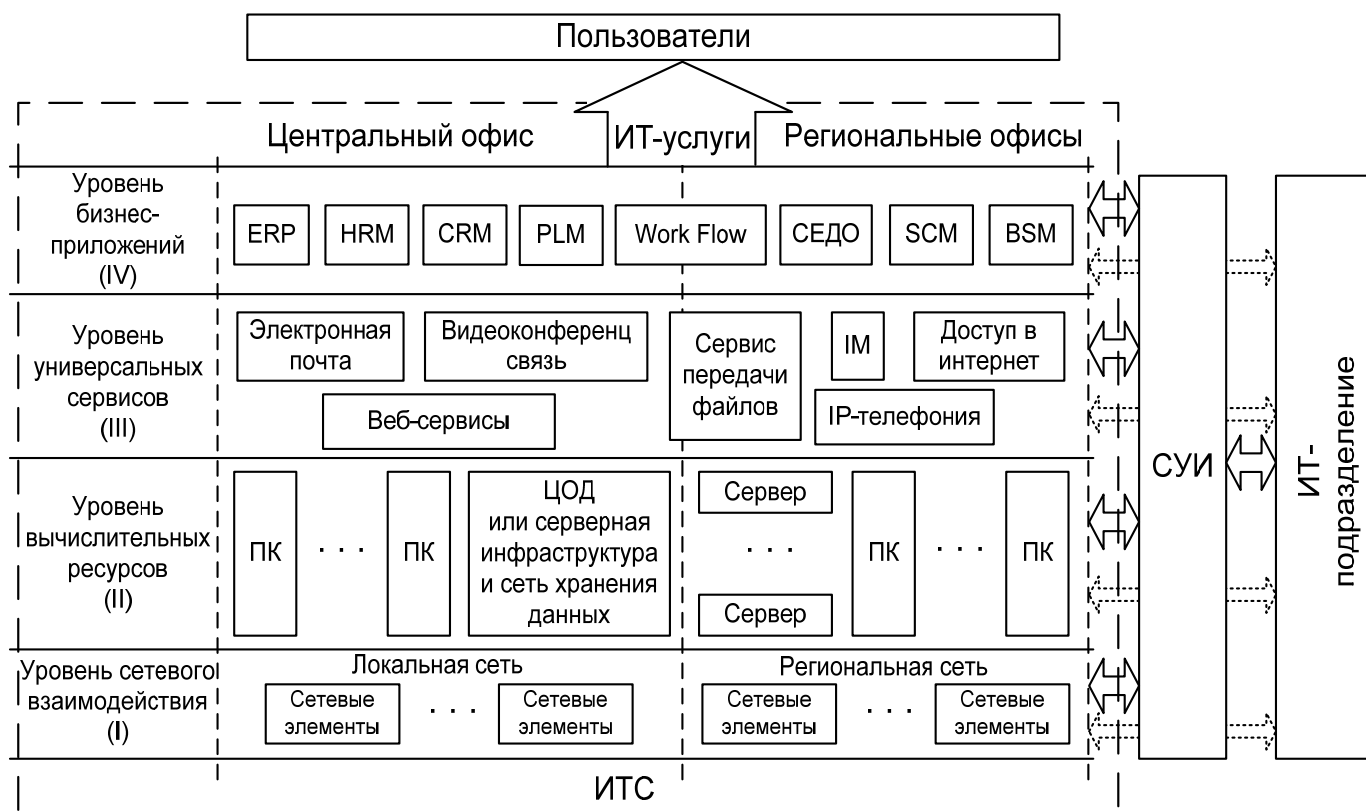 Пользователи
Центральный офис
ИТ-услуги
Региональные офисы
Уровень
бизнес-
приложений
(IV)
ERP
HRM
CRM
PLM
Work Flow
СЕДО
SCM
BSM
Уровень
универсальных
сервисов
(III)
Электронная
почта
Видеоконференц
связь
Сервис
передачи
файлов
IM
Доступ в
интернет
Веб-сервисы
IP-телефония
Уровень
вычислительных
ресурсов
(II)
ПК
. . .
ПК
ЦОД
или серверная
инфраструктура
и сеть хранения
данных
Сервер
. . .
Сервер
ПК
. . .
ПК
Уровень сетевого
взаимодействия
(I)
Локальная сеть
Сетевые
элементы
. . .
Сетевые
элементы
Региональная сеть
Сетевые
элементы
. . .
Сетевые
элементы
ИТС
СУИ
ИТ-
подразделение